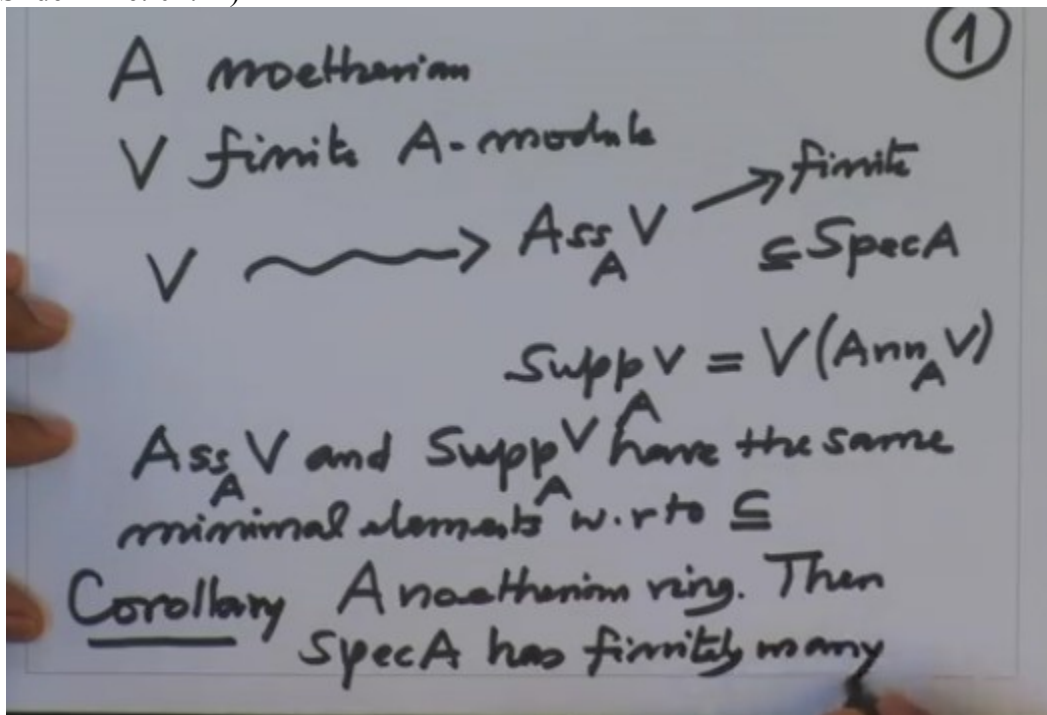 ①
A noetherian
V finite A-module
V ⟿ Ass_A V → finite
⊆ Spec A
Supp_A V = V(Ann_A V)
Ass_A V and Supp_A V have the same
minimal elements w.r to ⊆
Corollary A noetherian ring. Then
Spec A has finitely many